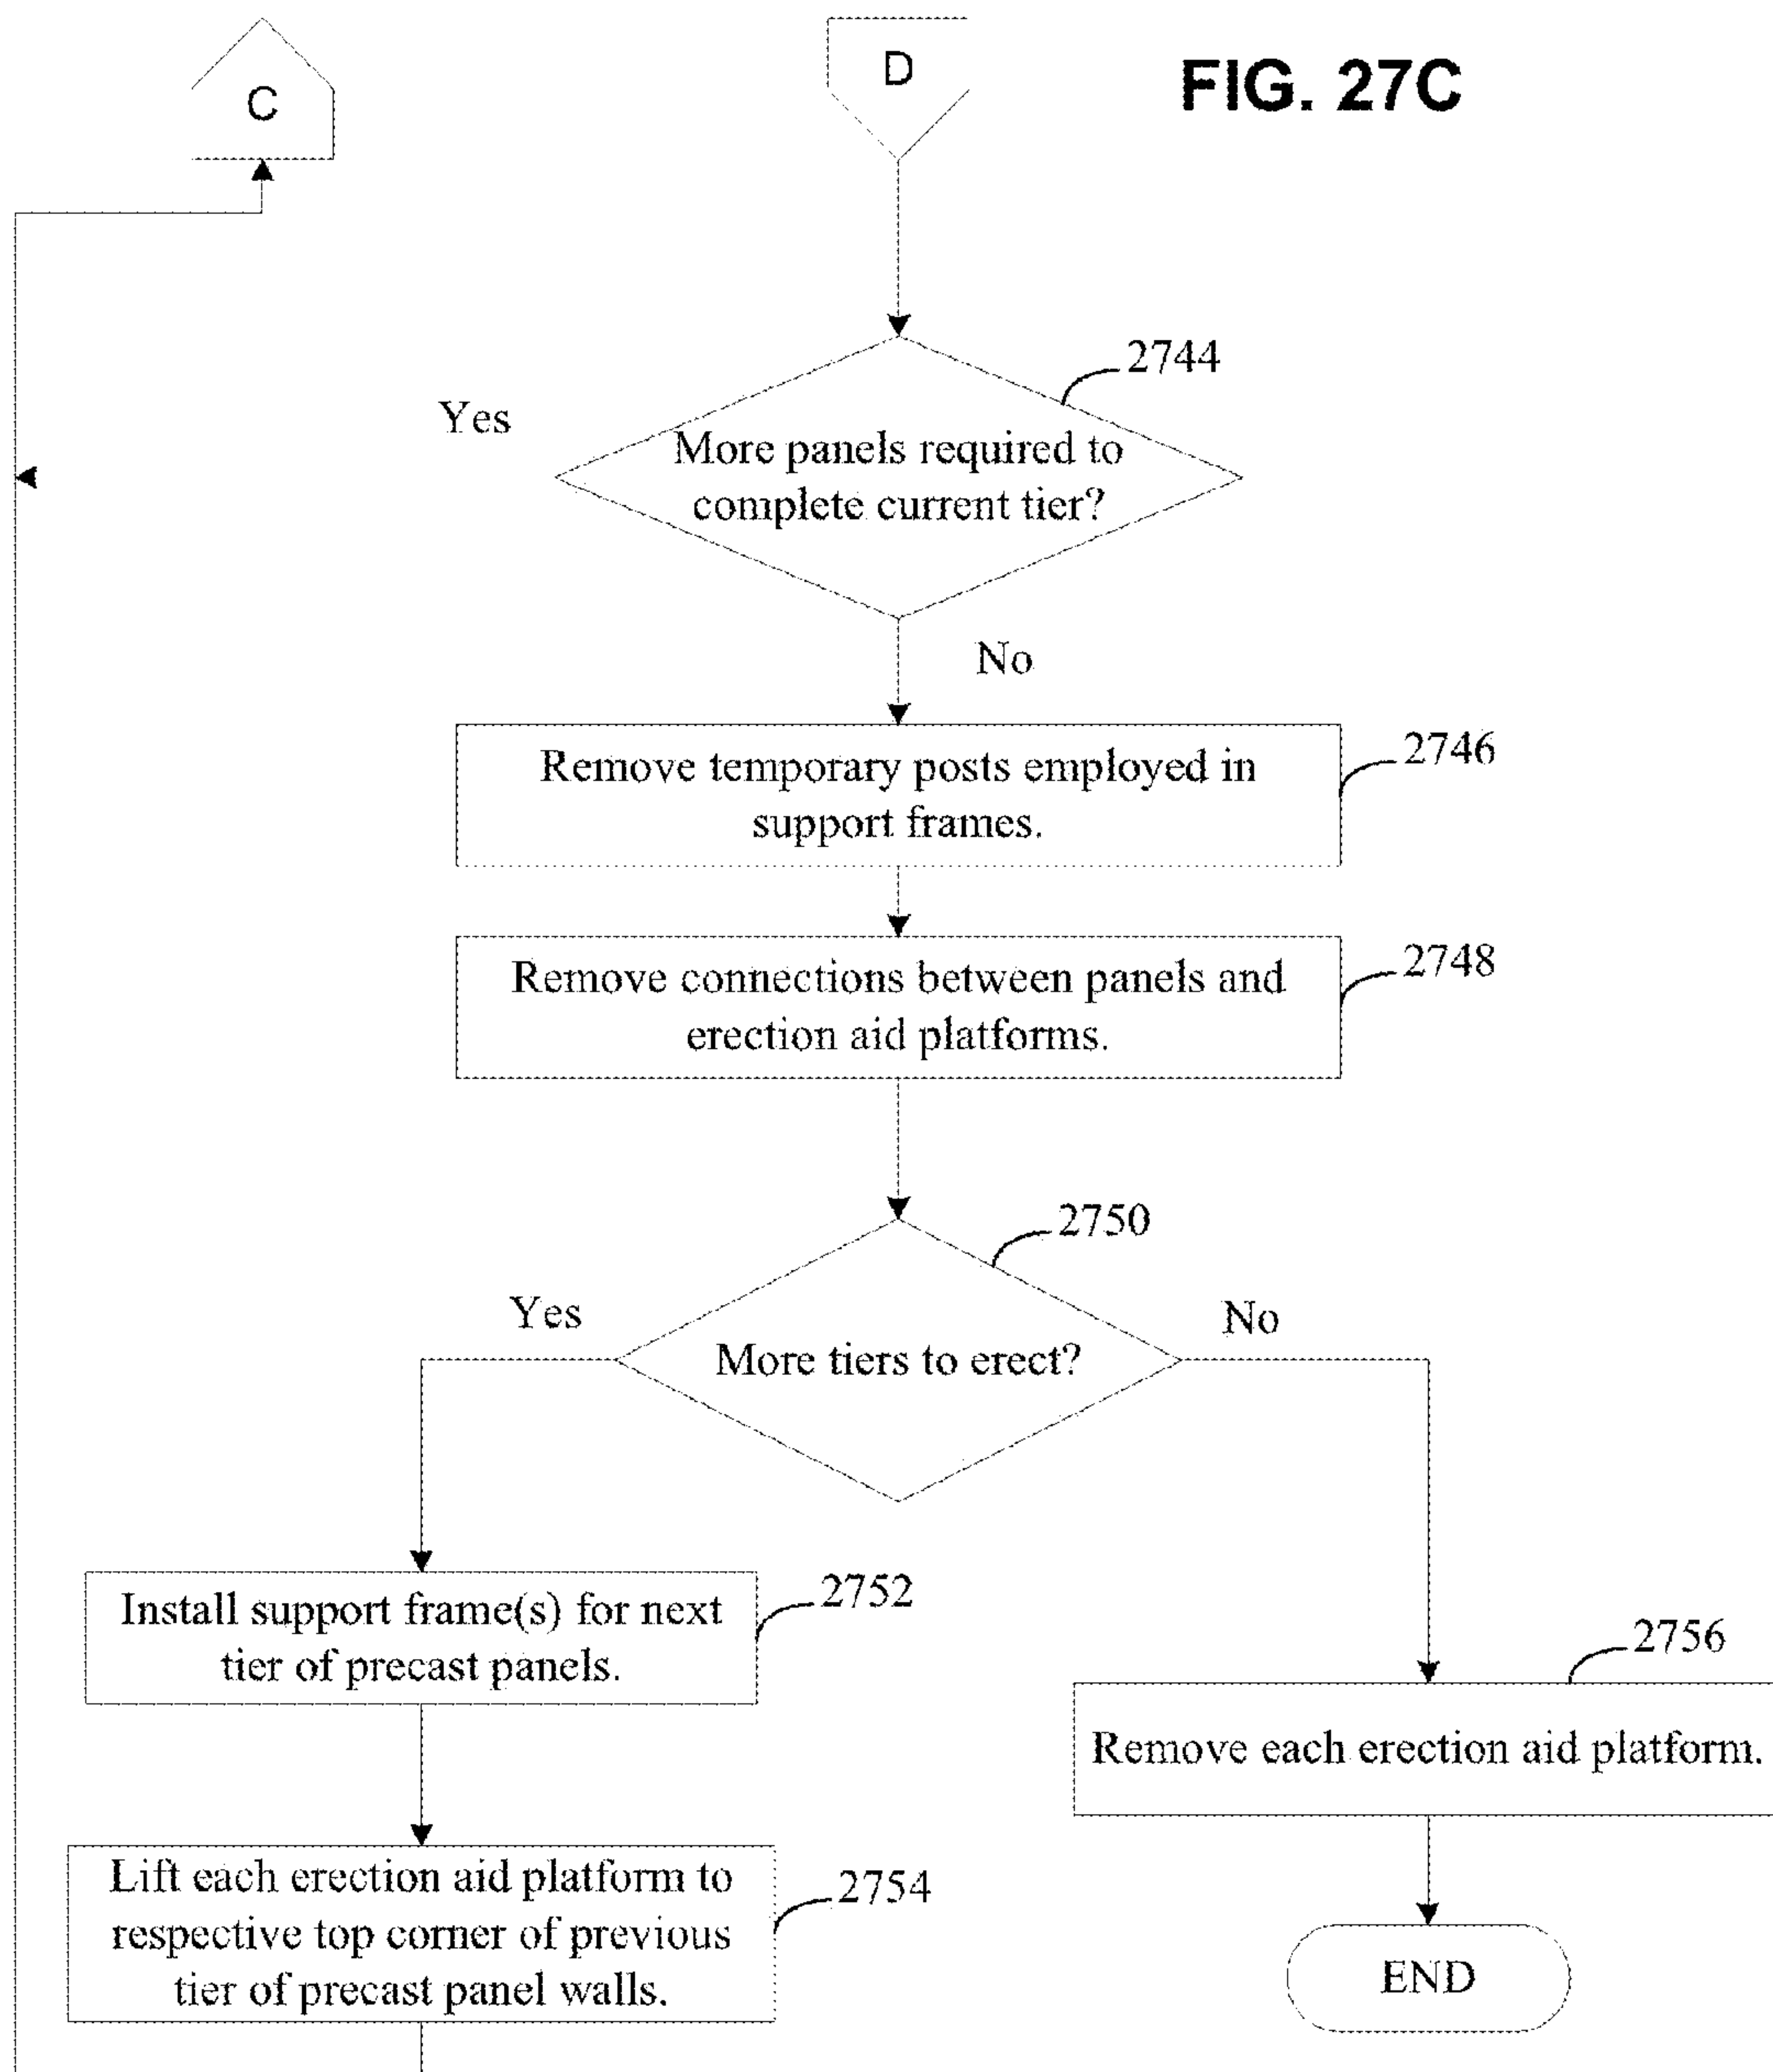 C
D
FIG. 27C
2744
Yes
More panels required to
complete current tier?
No
2746
Remove temporary posts employed in
support frames.
2748
Remove connections between panels and
erection aid platforms.
2750
Yes
No
More tiers to erect?
2752
Install support frame(s) for next
tier of precast panels.
2756
Remove each erection aid platform.
2754
Lift each erection aid platform to
respective top corner of previous
tier of precast panel walls.
END